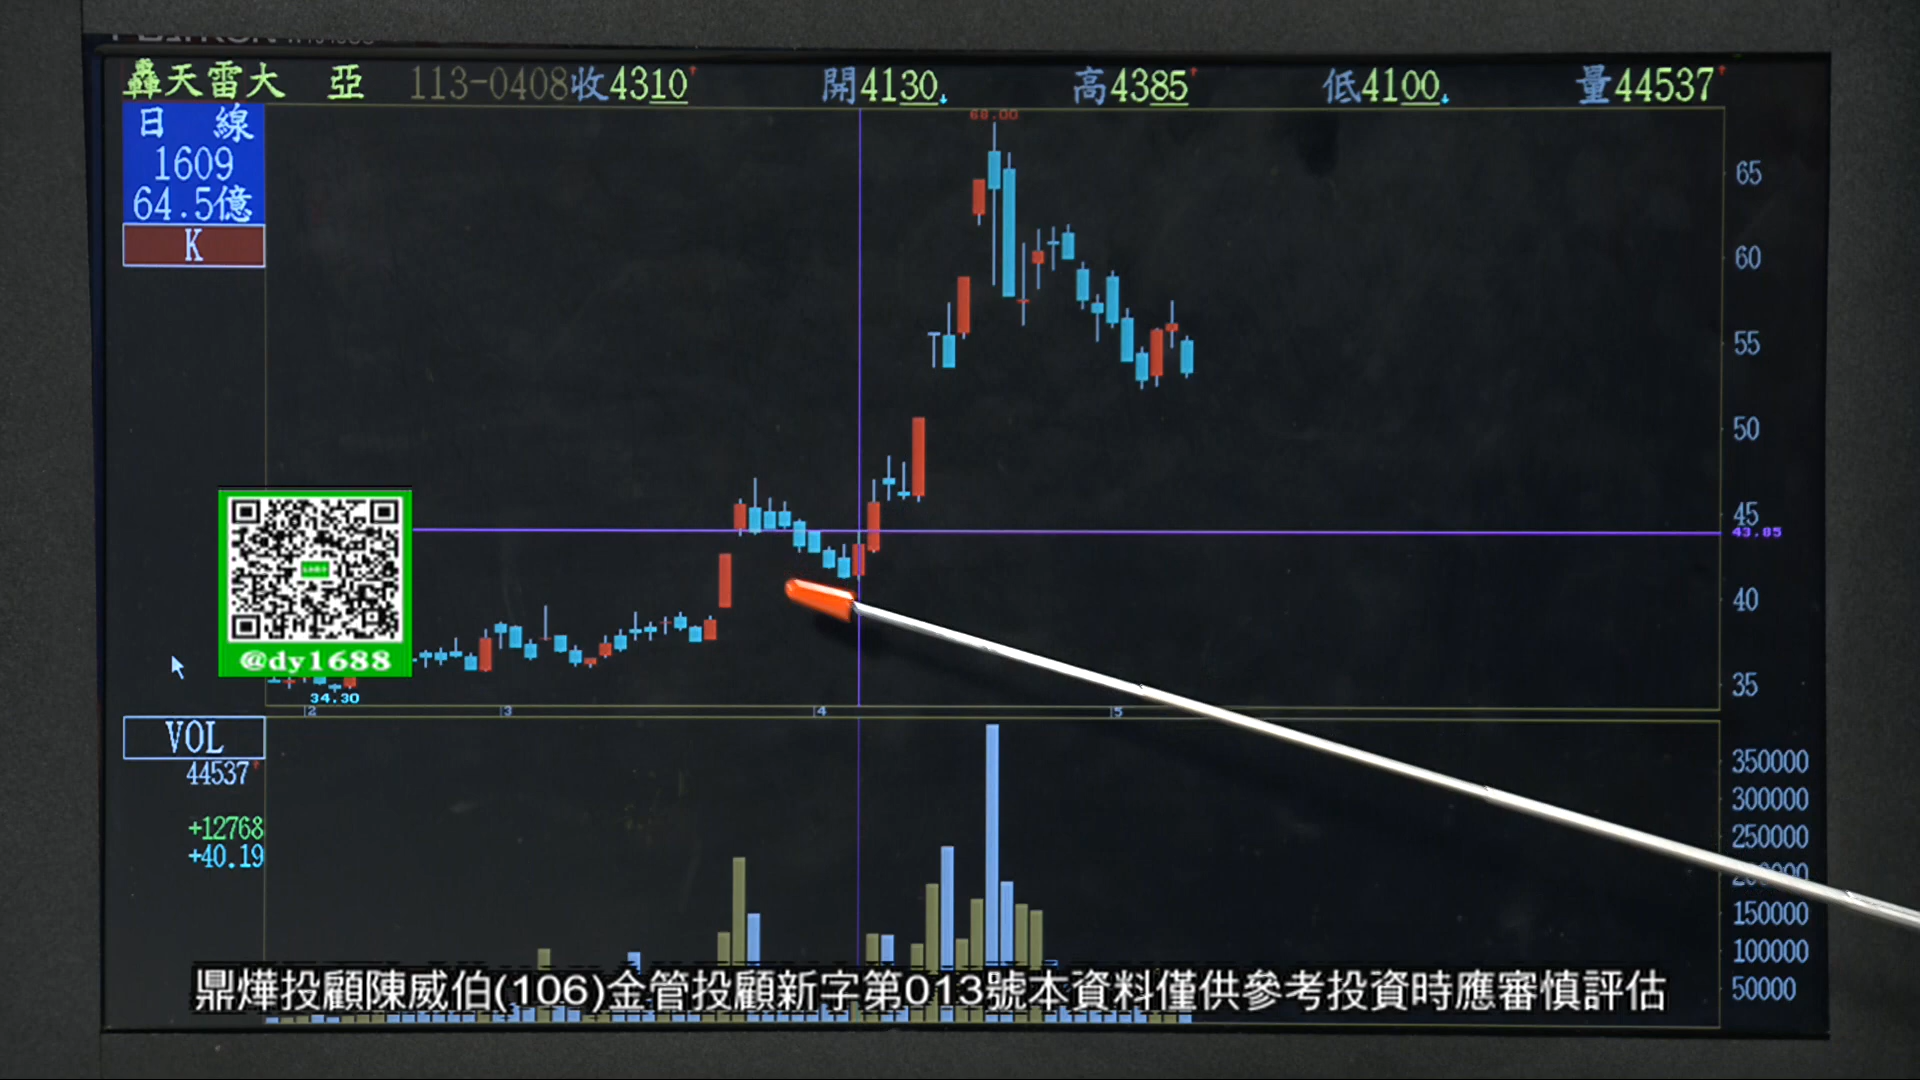 轟天雷大 亞 113-0408收4310 開4130 高4385 低4100 量44537
日 線
1609
64.5億
K
68.00
65
60
55
50
45
43.85
40
35
@dy1688
34.30
2 3 4 5
VOL
44537
+12768
+40.19
350000
300000
250000
200000
150000
100000
50000
鼎燁投顧陳威伯(106)金管投顧新字第013號本資料僅供參考投資時應審慎評估